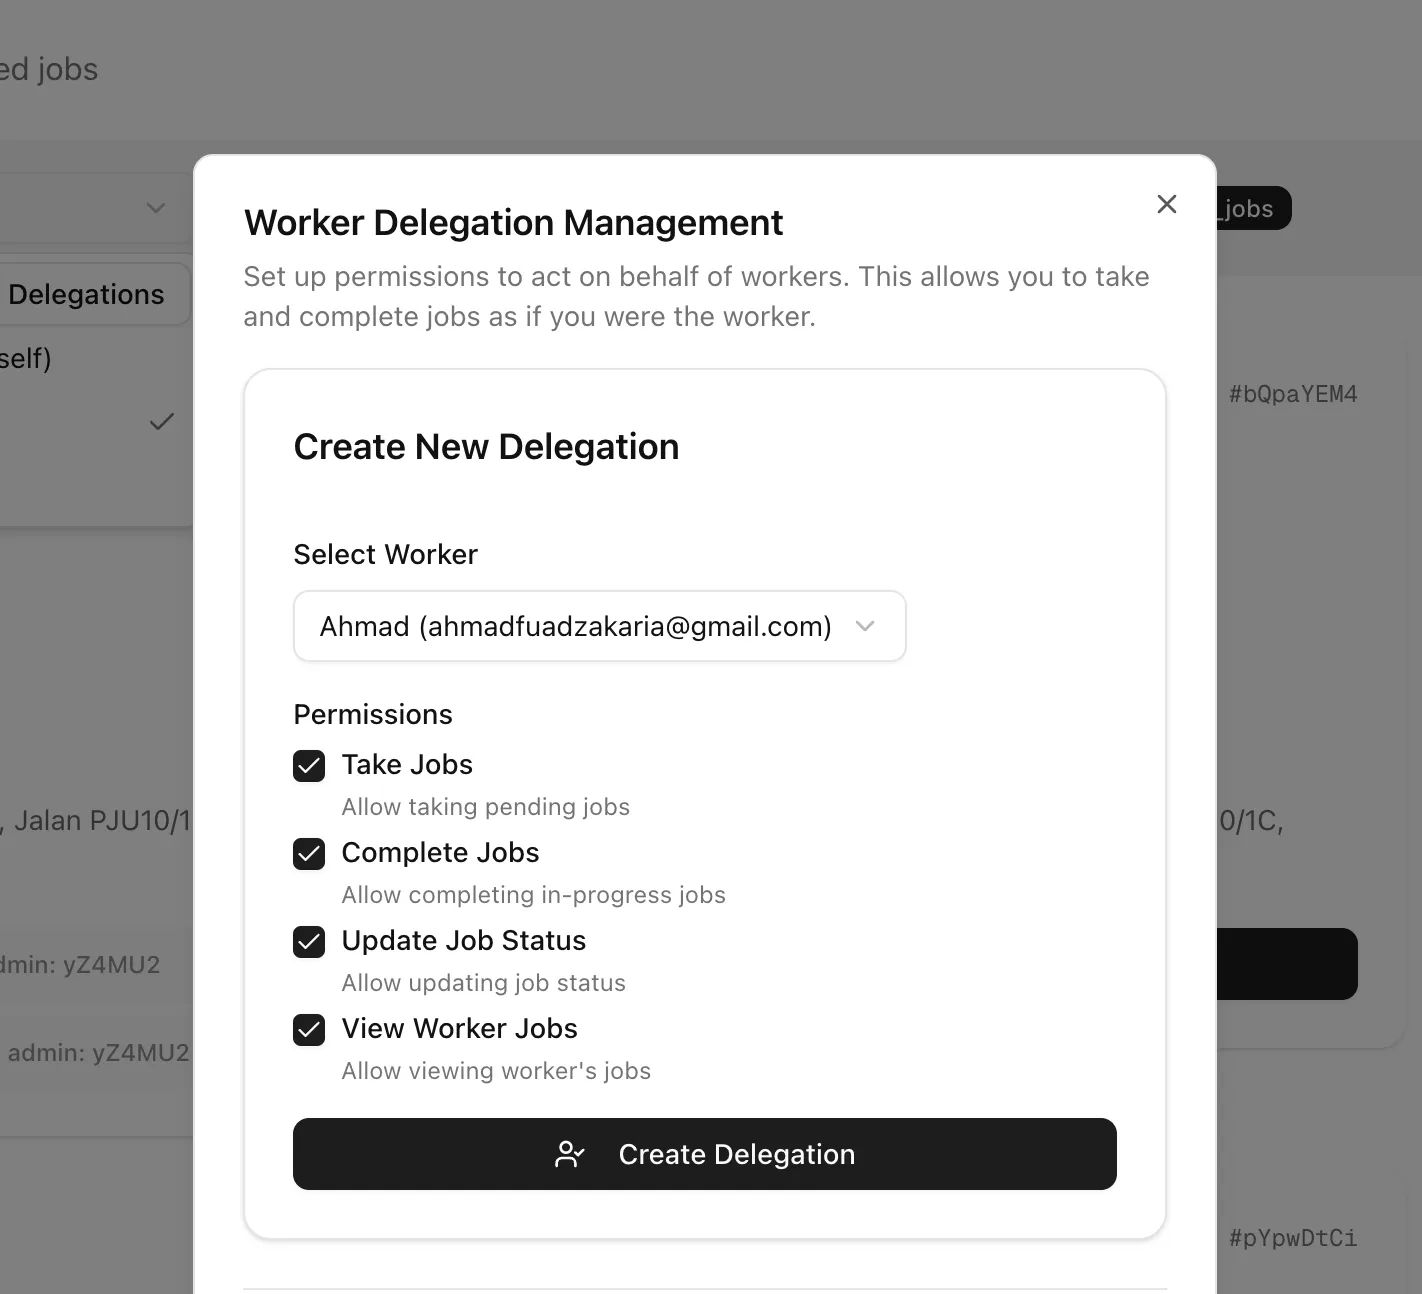 ed jobs
_jobs
Worker Delegation Management
Set up permissions to act on behalf of workers. This allows you to take
and complete jobs as if you were the worker.
Delegations
self)
#bQpaYEM4
Create New Delegation
Select Worker
Ahmad (ahmadfuadzakaria@gmail.com)
Permissions
Take Jobs
Allow taking pending jobs
, Jalan PJU10/1
0/1C,
Complete Jobs
Allow completing in-progress jobs
Update Job Status
dmin: yZ4MU2
Allow updating job status
View Worker Jobs
admin: yZ4MU2
Allow viewing worker's jobs
Create Delegation
#pYpwDtCi